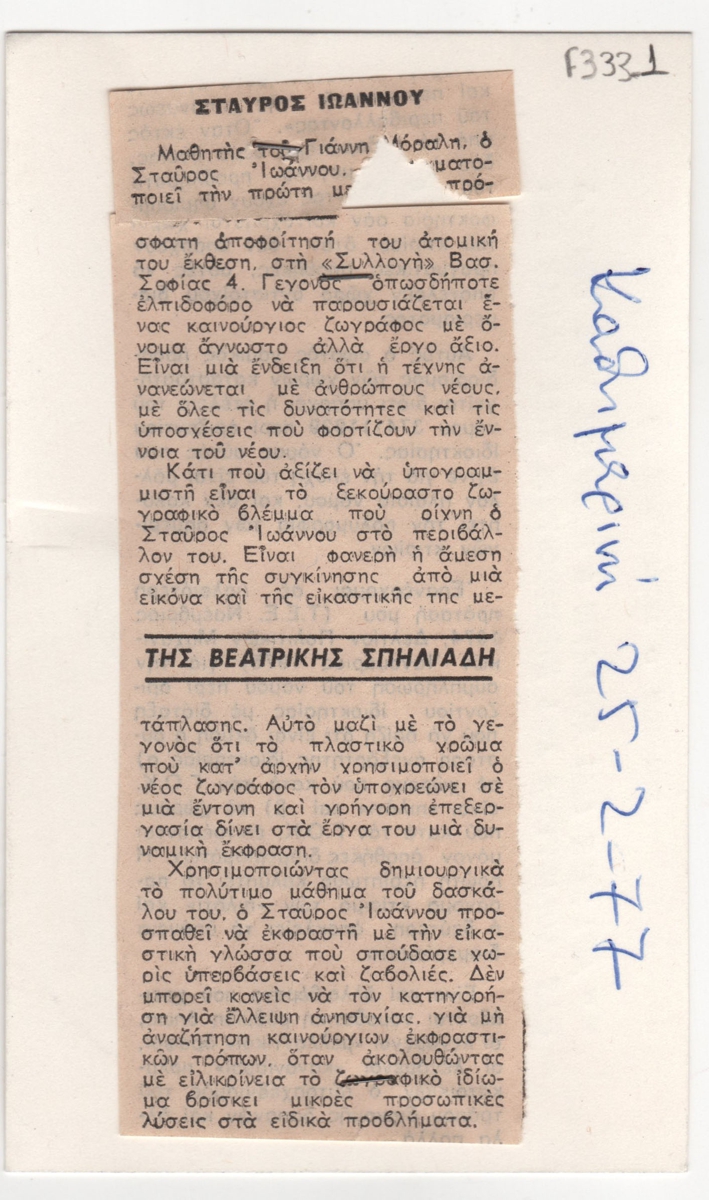 F333_1
ΣΤΑΥΡΟΣ ΙΩΑΝΝΟΥ
Μαθητὴς τοῦ Γιάννη Μόραλη, ὁ
Σταῦρος Ἰωάννου, ματο-
ποιεῖ τὴν πρώτη με πρό-
σφατη ἀποφοίτησή του ἀτομική
του ἔκθεση, στὴ «Συλλογὴ» Βασ.
Σοφίας 4. Γεγονὸς ὁπωσδήποτε
ἐλπιδοφόρο νὰ παρουσιάζεται ἕ-
νας καινούργιος ζωγράφος μὲ ὄ-
νομα ἄγνωστο ἀλλὰ ἔργο ἄξιο.
Εἶναι μιὰ ἔνδειξη ὅτι ἡ τέχνης ἀ-
νανεώνεται μὲ ἀνθρώπους νέους,
μὲ ὅλες τὶς δυνατότητες καὶ τὶς
ὑποσχέσεις ποὺ φορτίζουν τὴν ἔν-
νοια τοῦ νέου.
Κάτι ποὺ ἀξίζει νὰ ὑπογραμ-
μιστῆ εἶναι τὸ ξεκούραστο ζω-
γραφικὸ βλέμμα ποὺ ρίχνη ὁ
Σταῦρος Ἰωάννου στὸ περιβάλ-
λον του. Εἶναι φανερὴ ἡ ἄμεση
σχέση τῆς συγκίνησης ἀπὸ μιὰ
εἰκόνα καὶ τῆς εἰκαστικῆς της με-
ΤΗΣ ΒΕΑΤΡΙΚΗΣ ΣΠΗΛΙΑΔΗ
τάπλασης. Αὐτὸ μαζὶ μὲ τὸ γε-
γονὸς ὅτι τὸ πλαστικὸ χρῶμα
ποὺ κατ' ἀρχὴν χρησιμοποιεῖ ὁ
νέος ζωγράφος τὸν ὑποχρεώνει σὲ
μιὰ ἔντονη καὶ γρήγορη ἐπεξερ-
γασία δίνει στὰ ἔργα του μιὰ δυ-
ναμικὴ ἔκφραση.
Χρησιμοποιώντας δημιουργικὰ
τὸ πολύτιμο μάθημα τοῦ δασκά-
λου του, ὁ Σταῦρος Ἰωάννου προ-
σπαθεῖ νὰ ἐκφραστῆ μὲ τὴν εἰκα-
στικὴ γλώσσα ποὺ σπούδασε χω-
ρὶς ὑπερβάσεις καὶ ζαβολιές. Δὲν
μπορεῖ κανεὶς νὰ τὸν κατηγορή-
ση γιὰ ἔλλειψη ἀνησυχίας, γιὰ μὴ
ἀναζήτηση καινούργιων ἐκφραστι-
κῶν τρόπων, ὅταν ἀκολουθώντας
μὲ εἰλικρίνεια τὸ ζωγραφικὸ ἰδίω-
μα βρίσκει μικρὲς προσωπικὲς
λύσεις στὰ εἰδικὰ προβλήματα.
Καθημερινή 25-2-77